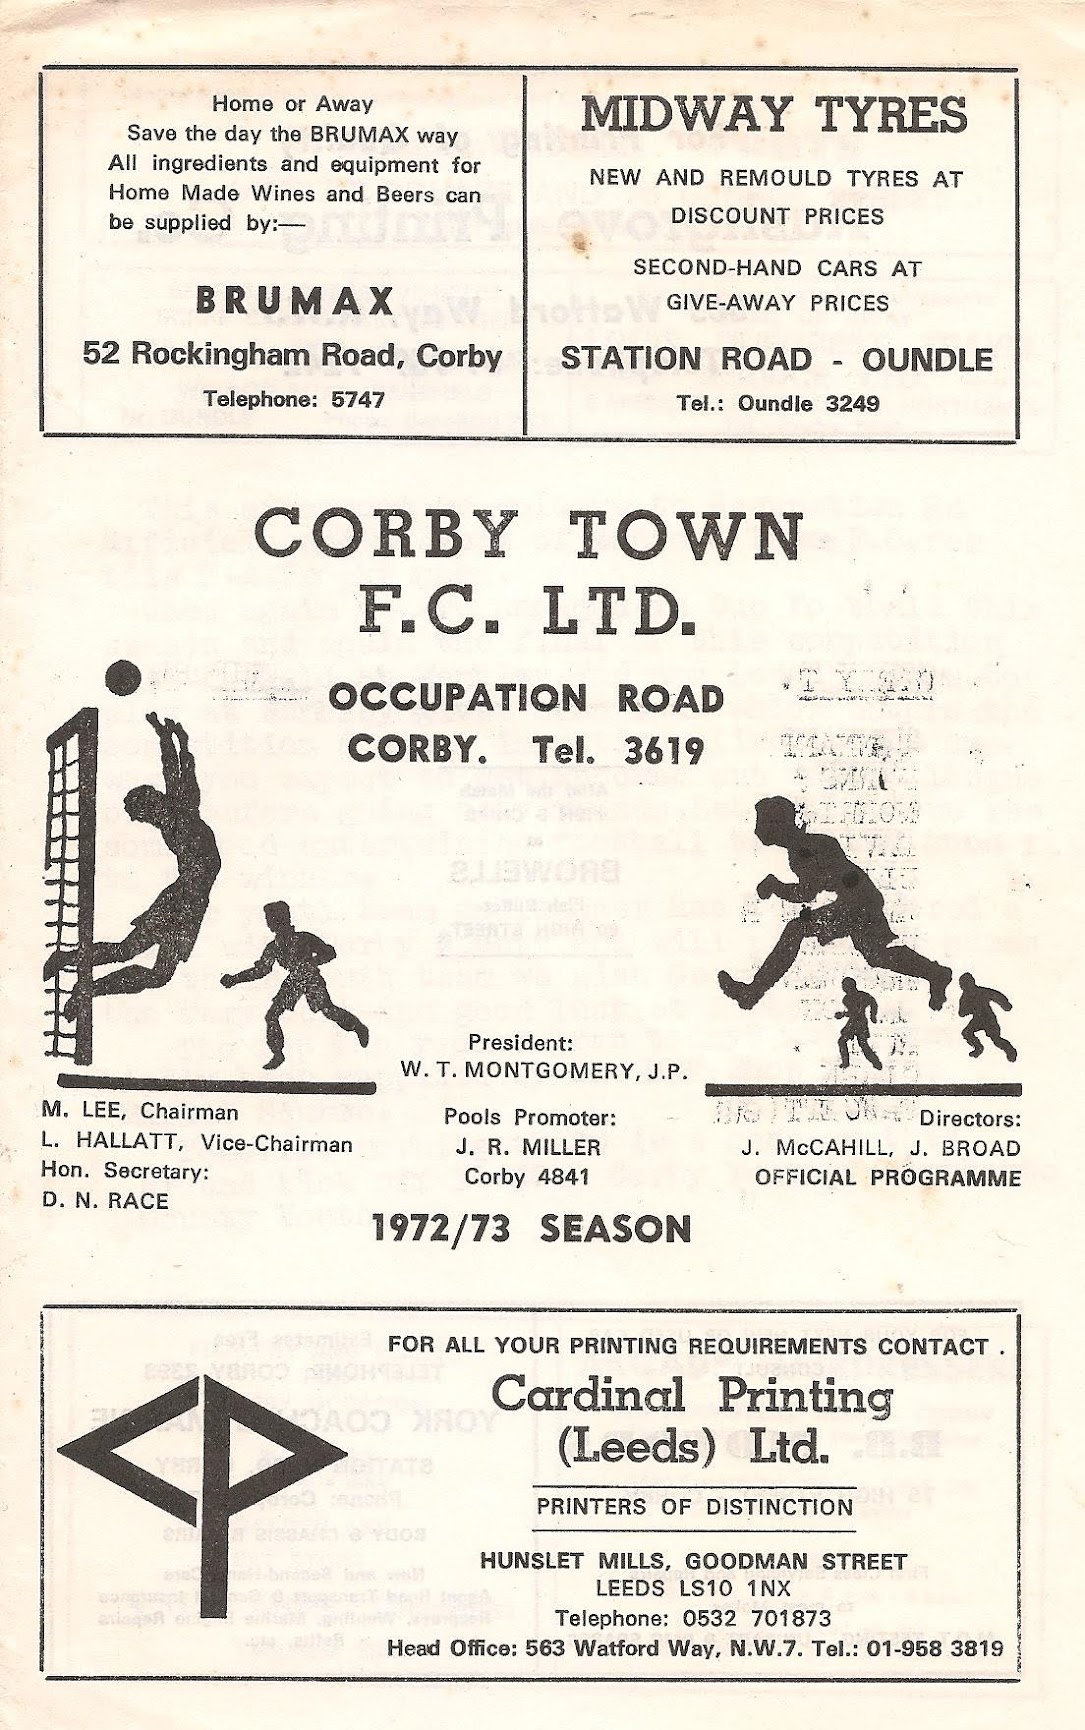 Home or Away
Save the day the BRUMAX way
All ingredients and equipment for
Home Made Wines and Beers can
be supplied by:—
BRUMAX
52 Rockingham Road, Corby
Telephone: 5747
MIDWAY TYRES
NEW AND REMOULD TYRES AT
DISCOUNT PRICES
SECOND-HAND CARS AT
GIVE-AWAY PRICES
STATION ROAD - OUNDLE
Tel.: Oundle 3249
CORBY TOWN
F.C. LTD.
OCCUPATION ROAD
CORBY. Tel. 3619
President:
W. T. MONTGOMERY, J.P.
M. LEE, Chairman
L. HALLATT, Vice-Chairman
Hon. Secretary:
D. N. RACE
Pools Promoter:
J. R. MILLER
Corby 4841
Directors:
J. McCAHILL, J. BROAD
OFFICIAL PROGRAMME
1972/73 SEASON
FOR ALL YOUR PRINTING REQUIREMENTS CONTACT .
Cardinal Printing
(Leeds) Ltd.
PRINTERS OF DISTINCTION
HUNSLET MILLS, GOODMAN STREET
LEEDS LS10 1NX
Telephone: 0532 701873
Head Office: 563 Watford Way, N.W.7. Tel.: 01-958 3819